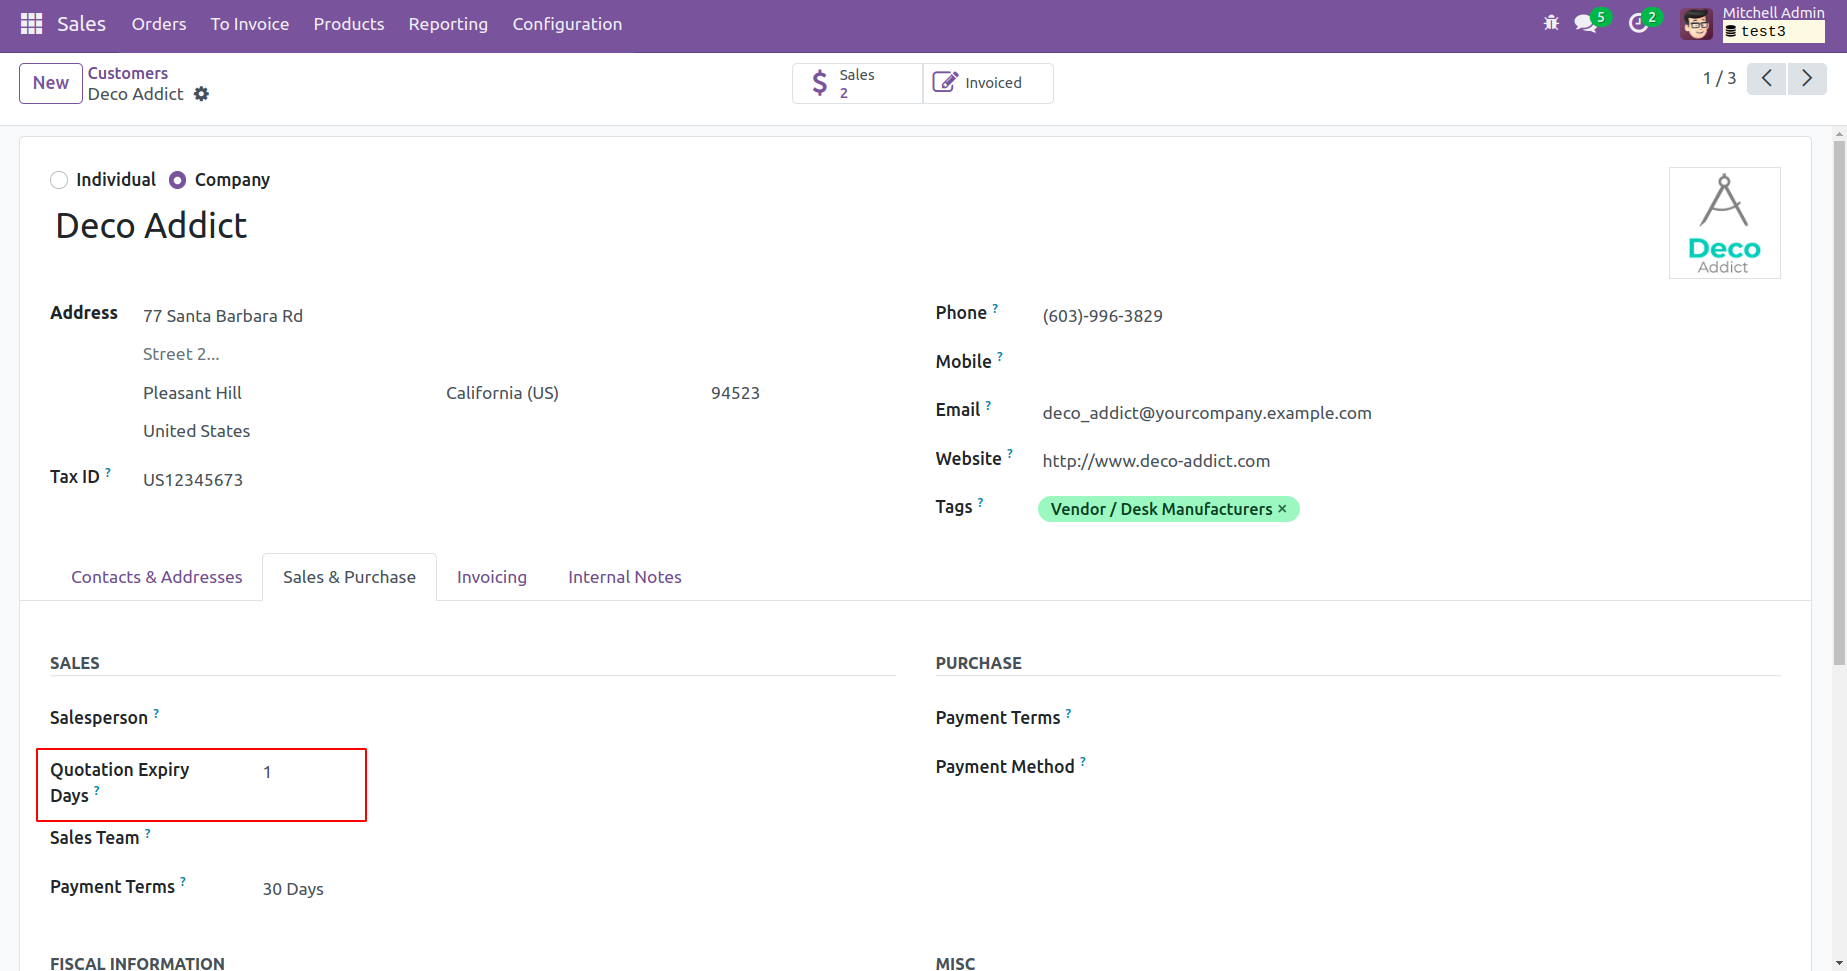 Sales Orders To Invoice Products Reporting Configuration 5 2 Mitchell Admin
test3
New Customers
Deco Addict
Sales
2
Invoiced
1 / 3
Individual Company
Deco Addict
Deco
Addict
Address 77 Santa Barbara Rd
Street 2...
Pleasant Hill California (US) 94523
United States
Tax ID ? US12345673
Phone ? (603)-996-3829
Mobile ?
Email ? deco_addict@yourcompany.example.com
Website ? http://www.deco-addict.com
Tags ? Vendor / Desk Manufacturers ×
Contacts & Addresses Sales & Purchase Invoicing Internal Notes
SALES
Salesperson ?
Quotation Expiry
Days ? 1
Sales Team ?
Payment Terms ? 30 Days
PURCHASE
Payment Terms ?
Payment Method ?
FISCAL INFORMATION
MISC